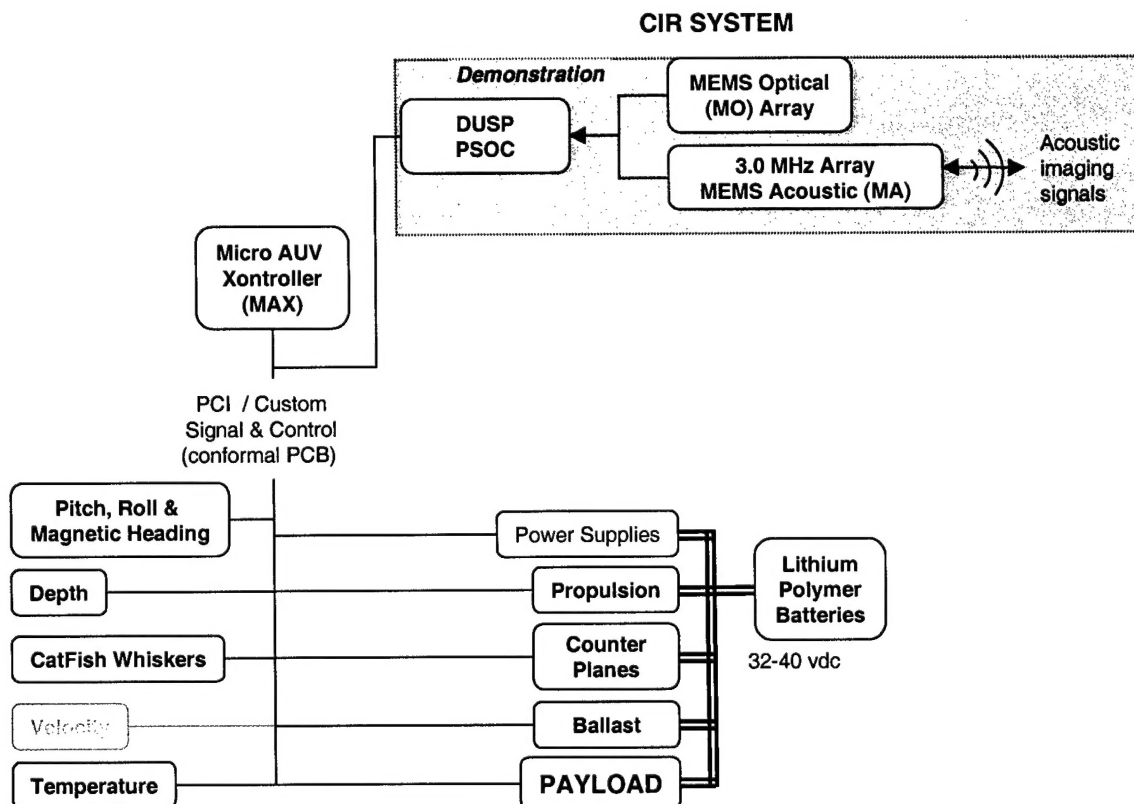 CIR SYSTEM
Demonstration
MEMS Optical
(MO) Array
DUSP
PSOC
3.0 MHz Array
MEMS Acoustic (MA)
Acoustic
imaging
signals
Micro AUV
Xontroller
(MAX)
PCI / Custom
Signal & Control
(conformal PCB)
Pitch, Roll &
Magnetic Heading
Power Supplies
Depth
Propulsion
Lithium
Polymer
Batteries
CatFish Whiskers
Counter
Planes
32-40 vdc
Velocity
Ballast
Temperature
PAYLOAD